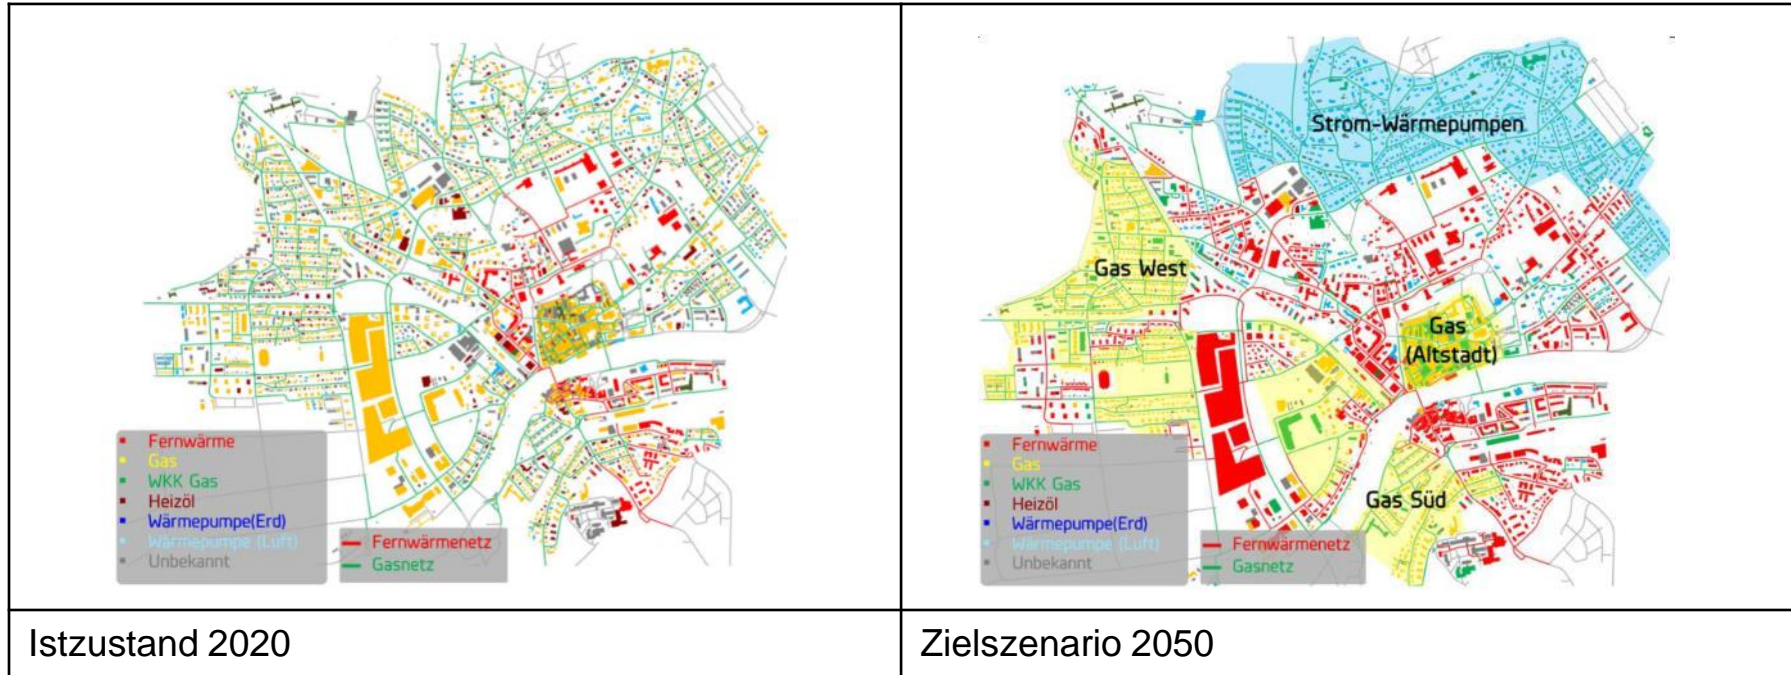 Fernwärme
Gas
WKK Gas
Heizöl
Wärmepumpe(Erd)
Wärmepumpe (Luft)
Unbekannt
Fernwärmenetz
Gasnetz
Strom-Wärmepumpen
Gas West
Gas
(Altstadt)
Gas Süd
Fernwärme
Gas
WKK Gas
Heizöl
Wärmepumpe(Erd)
Wärmepumpe (Luft)
Unbekannt
Fernwärmenetz
Gasnetz
Istzustand 2020
Zielszenario 2050